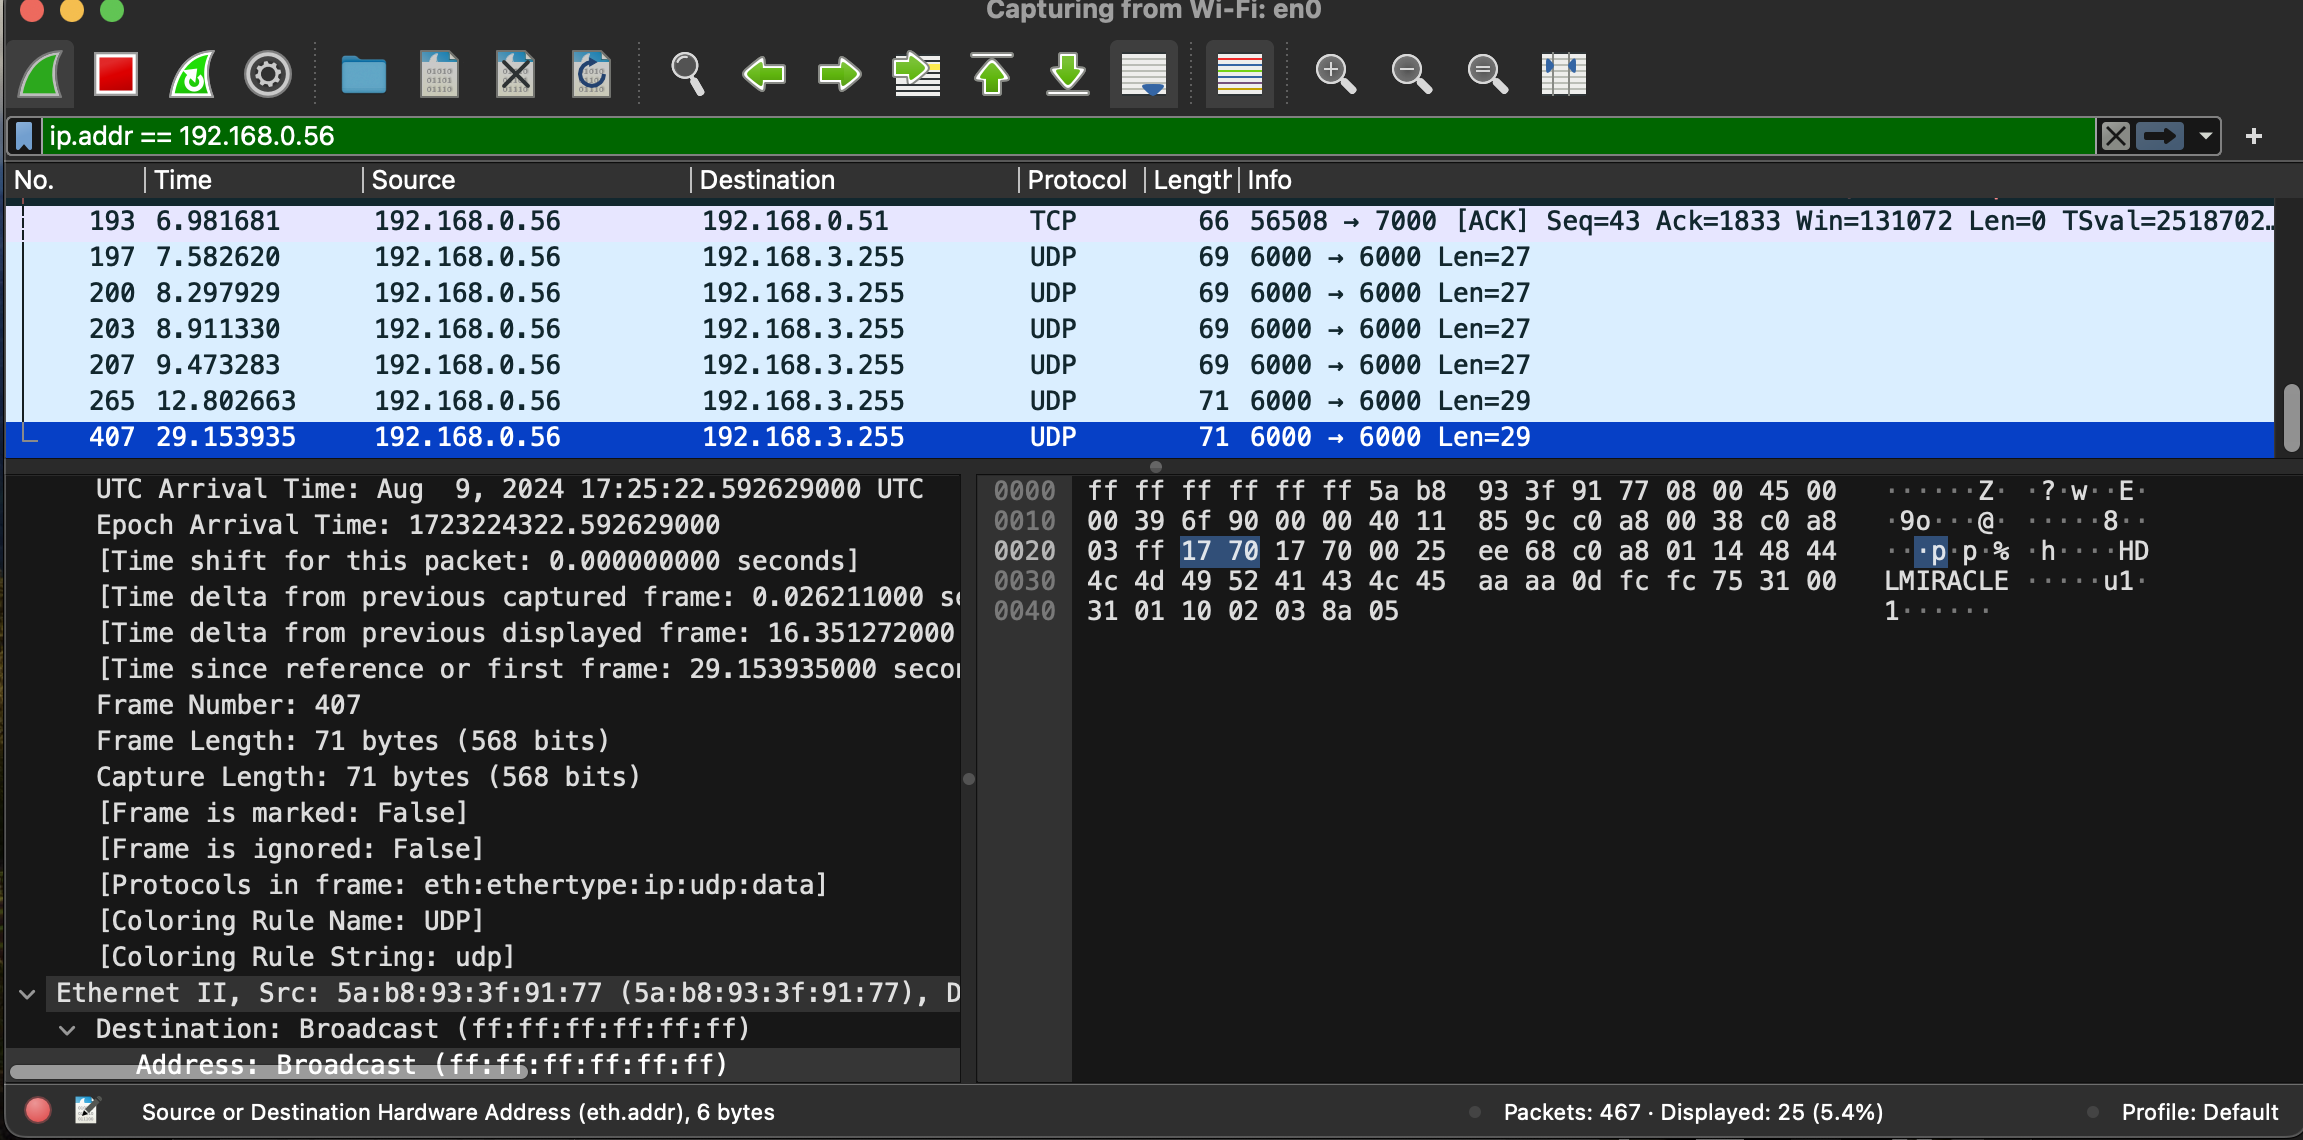 Capturing from Wi-Fi: en0
ip.addr == 192.168.0.56
No. Time Source Destination Protocol Length Info
193 6.981681 192.168.0.56 192.168.0.51 TCP 66 56508 → 7000 [ACK] Seq=43 Ack=1833 Win=131072 Len=0 TSval=2518702…
197 7.582620 192.168.0.56 192.168.3.255 UDP 69 6000 → 6000 Len=27
200 8.297929 192.168.0.56 192.168.3.255 UDP 69 6000 → 6000 Len=27
203 8.911330 192.168.0.56 192.168.3.255 UDP 69 6000 → 6000 Len=27
207 9.473283 192.168.0.56 192.168.3.255 UDP 69 6000 → 6000 Len=27
265 12.802663 192.168.0.56 192.168.3.255 UDP 71 6000 → 6000 Len=29
407 29.153935 192.168.0.56 192.168.3.255 UDP 71 6000 → 6000 Len=29
UTC Arrival Time: Aug  9, 2024 17:25:22.592629000 UTC
Epoch Arrival Time: 1723224322.592629000
[Time shift for this packet: 0.000000000 seconds]
[Time delta from previous captured frame: 0.026211000 se
[Time delta from previous displayed frame: 16.351272000
[Time since reference or first frame: 29.153935000 secon
Frame Number: 407
Frame Length: 71 bytes (568 bits)
Capture Length: 71 bytes (568 bits)
[Frame is marked: False]
[Frame is ignored: False]
[Protocols in frame: eth:ethertype:ip:udp:data]
[Coloring Rule Name: UDP]
[Coloring Rule String: udp]
Ethernet II, Src: 5a:b8:93:3f:91:77 (5a:b8:93:3f:91:77), D
Destination: Broadcast (ff:ff:ff:ff:ff:ff)
Address: Broadcast (ff:ff:ff:ff:ff:ff)
0000 ff ff ff ff ff ff 5a b8 93 3f 91 77 08 00 45 00 ······Z· ·?·w··E·
0010 00 39 6f 90 00 00 40 11 85 9c c0 a8 00 38 c0 a8 ·9o···@· ·····8··
0020 03 ff 17 70 17 70 00 25 ee 68 c0 a8 01 14 48 44 ···p·p·% ·h····HD
0030 4c 4d 49 52 41 43 4c 45 aa aa 0d fc fc 75 31 00 LMIRACLE ·····u1·
0040 31 01 10 02 03 8a 05 1······
Source or Destination Hardware Address (eth.addr), 6 bytes
Packets: 467 · Displayed: 25 (5.4%)
Profile: Default